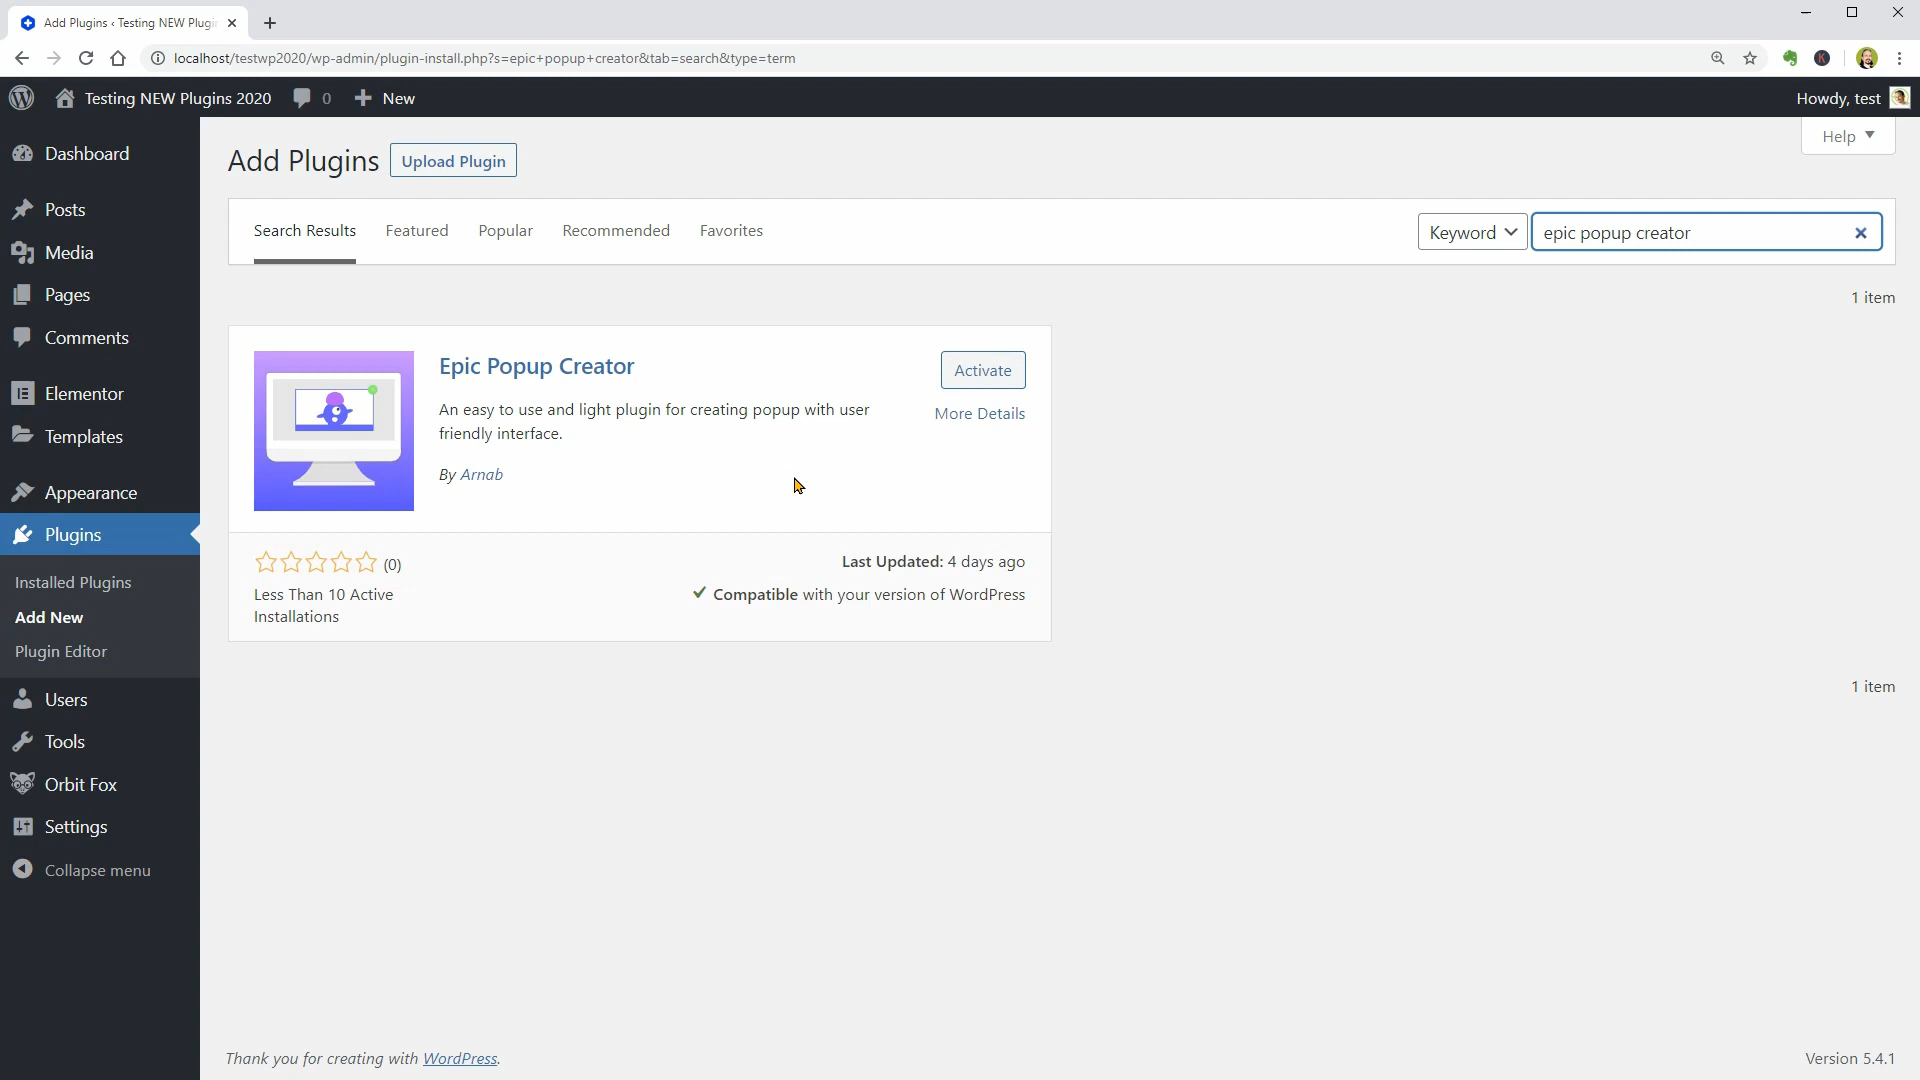 Add Plugins ‹ Testing NEW Plugi
localhost/testwp2020/wp-admin/plugin-install.php?s=epic+popup+creator&tab=search&type=term
Testing NEW Plugins 2020
0
New
Howdy, test
Help
Dashboard
Posts
Media
Pages
Comments
Elementor
Templates
Appearance
Plugins
Installed Plugins
Add New
Plugin Editor
Users
Tools
Orbit Fox
Settings
Collapse menu
Add Plugins
Upload Plugin
Search Results
Featured
Popular
Recommended
Favorites
Keyword
epic popup creator
1 item
Epic Popup Creator
Activate
More Details
An easy to use and light plugin for creating popup with user
friendly interface.
By Arnab
(0)
Less Than 10 Active
Installations
Last Updated: 4 days ago
Compatible with your version of WordPress
1 item
Thank you for creating with WordPress.
Version 5.4.1